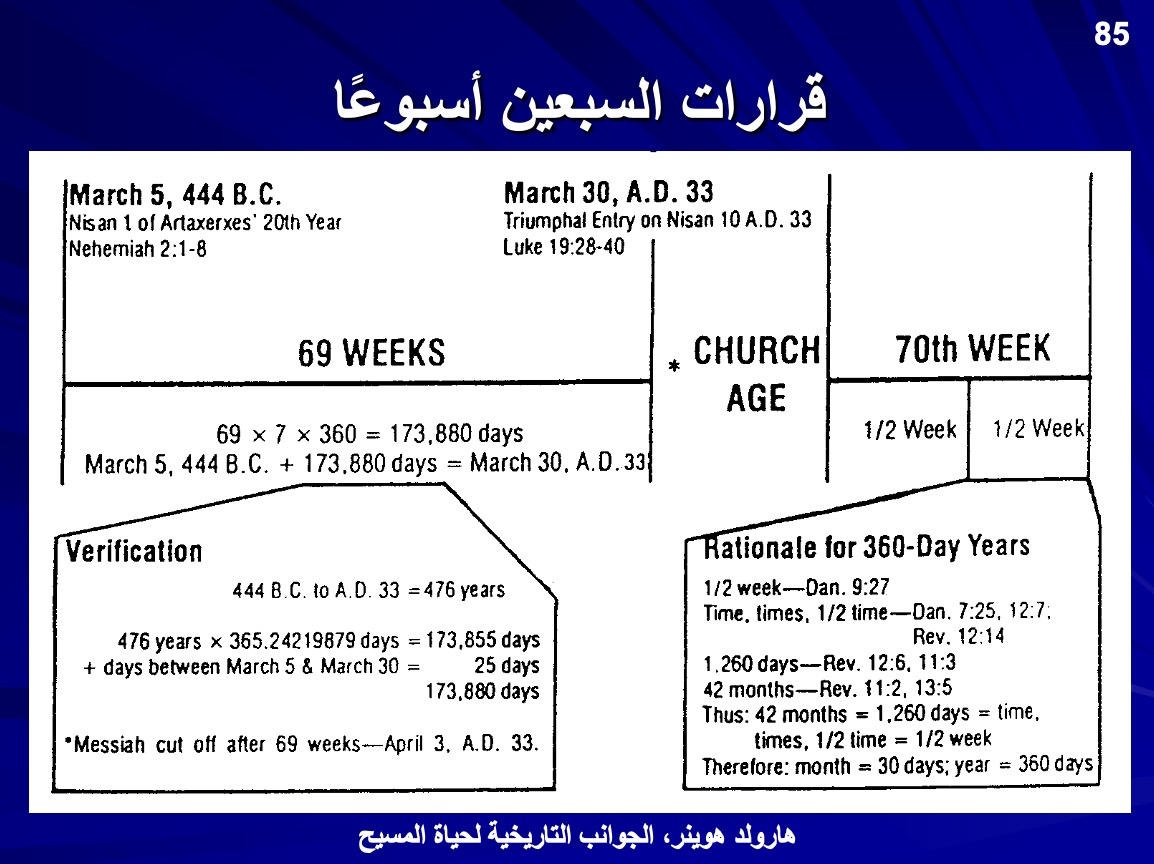 85
قرارات السبعين أسبوعًا
March 5, 444 B.C.
Nisan 1 of Artaxerxes' 20th Year
Nehemiah 2:1-8
March 30, A.D. 33
Triumphal Entry on Nisan 10 A.D. 33
Luke 19:28-40
69 WEEKS
* CHURCH
AGE
70th WEEK
69 × 7 × 360 = 173,880 days
March 5, 444 B.C. + 173,880 days = March 30, A.D. 33
1/2 Week
1/2 Week
Verification
444 B.C. to A.D. 33 = 476 years
476 years × 365.24219879 days = 173,855 days
+ days between March 5 & March 30 = 25 days
173,880 days
*Messiah cut off after 69 weeks—April 3, A.D. 33.
Rationale for 360-Day Years
1/2 week—Dan. 9:27
Time, times, 1/2 time—Dan. 7:25, 12:7;
Rev. 12:14
1,260 days—Rev. 12:6, 11:3
42 months—Rev. 11:2, 13:5
Thus: 42 months = 1,260 days = time,
times, 1/2 time = 1/2 week
Therefore: month = 30 days; year = 360 days
هارولد هوينر، الجوانب التاريخية لحياة المسيح